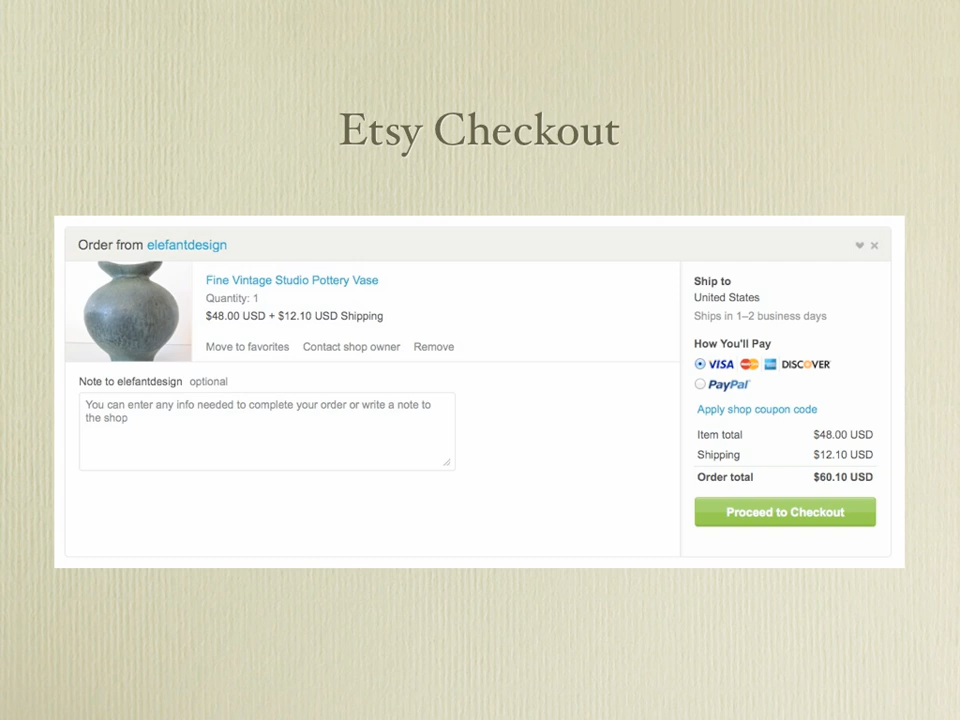 Etsy Checkout
Order from elefantdesign
Fine Vintage Studio Pottery Vase
Quantity: 1
$48.00 USD + $12.10 USD Shipping
Move to favorites Contact shop owner Remove
Note to elefantdesign optional
You can enter any info needed to complete your order or write a note to
the shop
Ship to
United States
Ships in 1–2 business days
How You'll Pay
VISA DISCOVER
PayPal
Apply shop coupon code
Item total $48.00 USD
Shipping $12.10 USD
Order total $60.10 USD
Proceed to Checkout